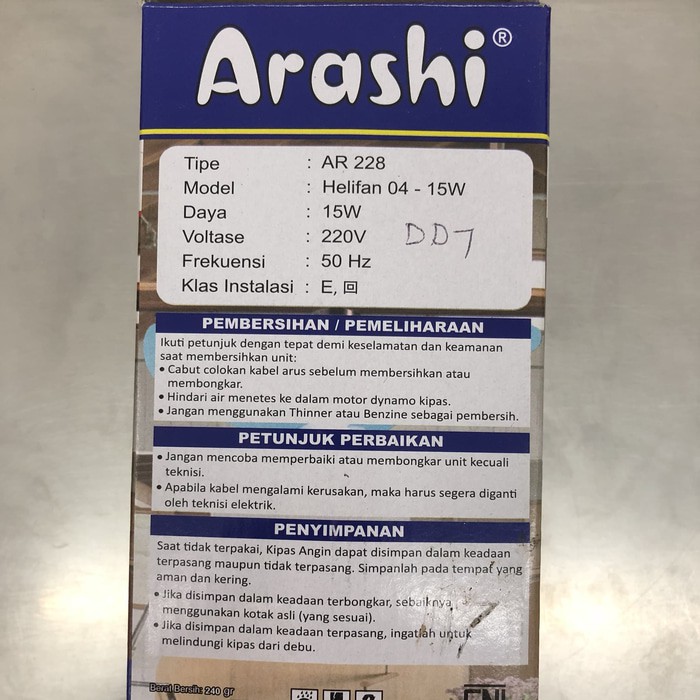 Arashi®
Tipe : AR 228
Model : Helifan 04 - 15W
Daya : 15W
Voltase : 220V
DD7
Frekuensi : 50 Hz
Klas Instalasi : E, 回
PEMBERSIHAN / PEMELIHARAAN
Ikuti petunjuk dengan tepat demi keselamatan dan keamanan
saat membersihkan unit:
• Cabut colokan kabel arus sebelum membersihkan atau
membongkar.
• Hindari air menetes ke dalam motor dynamo kipas.
• Jangan menggunakan Thinner atau Benzine sebagai pembersih.
PETUNJUK PERBAIKAN
• Jangan mencoba memperbaiki atau membongkar unit kecuali
teknisi.
• Apabila kabel mengalami kerusakan, maka harus segera diganti
oleh teknisi elektrik.
PENYIMPANAN
Saat tidak terpakai, Kipas Angin dapat disimpan dalam keadaan
terpasang maupun tidak terpasang. Simpanlah pada tempat yang
aman dan kering.
• Jika disimpan dalam keadaan terbongkar, sebaiknya
menggunakan kotak asli (yang sesuai).
• Jika disimpan dalam keadaan terpasang, ingatlah untuk
melindungi kipas dari debu.
Berat Bersih: 240 gr